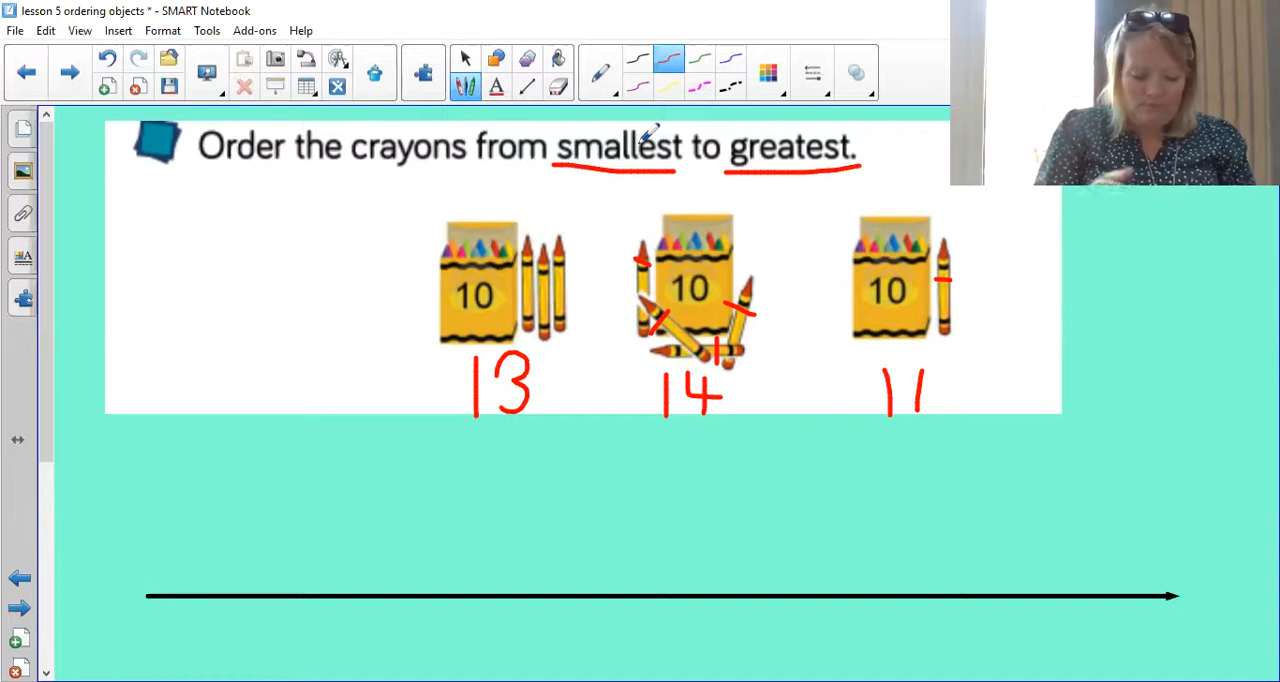 lesson 5 ordering objects * - SMART Notebook
File Edit View Insert Format Tools Add-ons Help
Order the crayons from smallest to greatest.
10 10 10
13 14 11